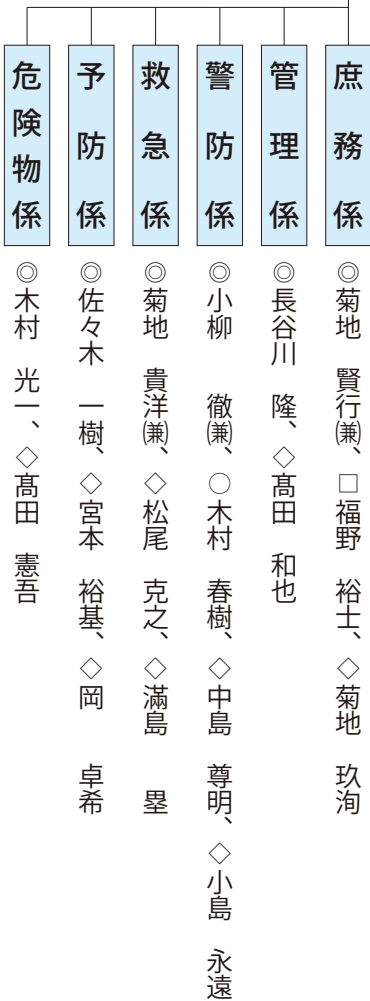 庶務係
◎菊地 賢行㈱、□福野 裕士、◇菊地 玖洵
管理係
◎長谷川 隆、◇髙田 和也
警防係
◎小柳 徹㈱、○木村 春樹、◇中島 尊明、◇小島 永遠
救急係
◎菊地 貴洋㈱、◇松尾 克之、◇滿島 塁
予防係
◎佐々木 一樹、◇宮本 裕基、◇岡 卓希
危険物係
◎木村 光一、◇髙田 憲吾